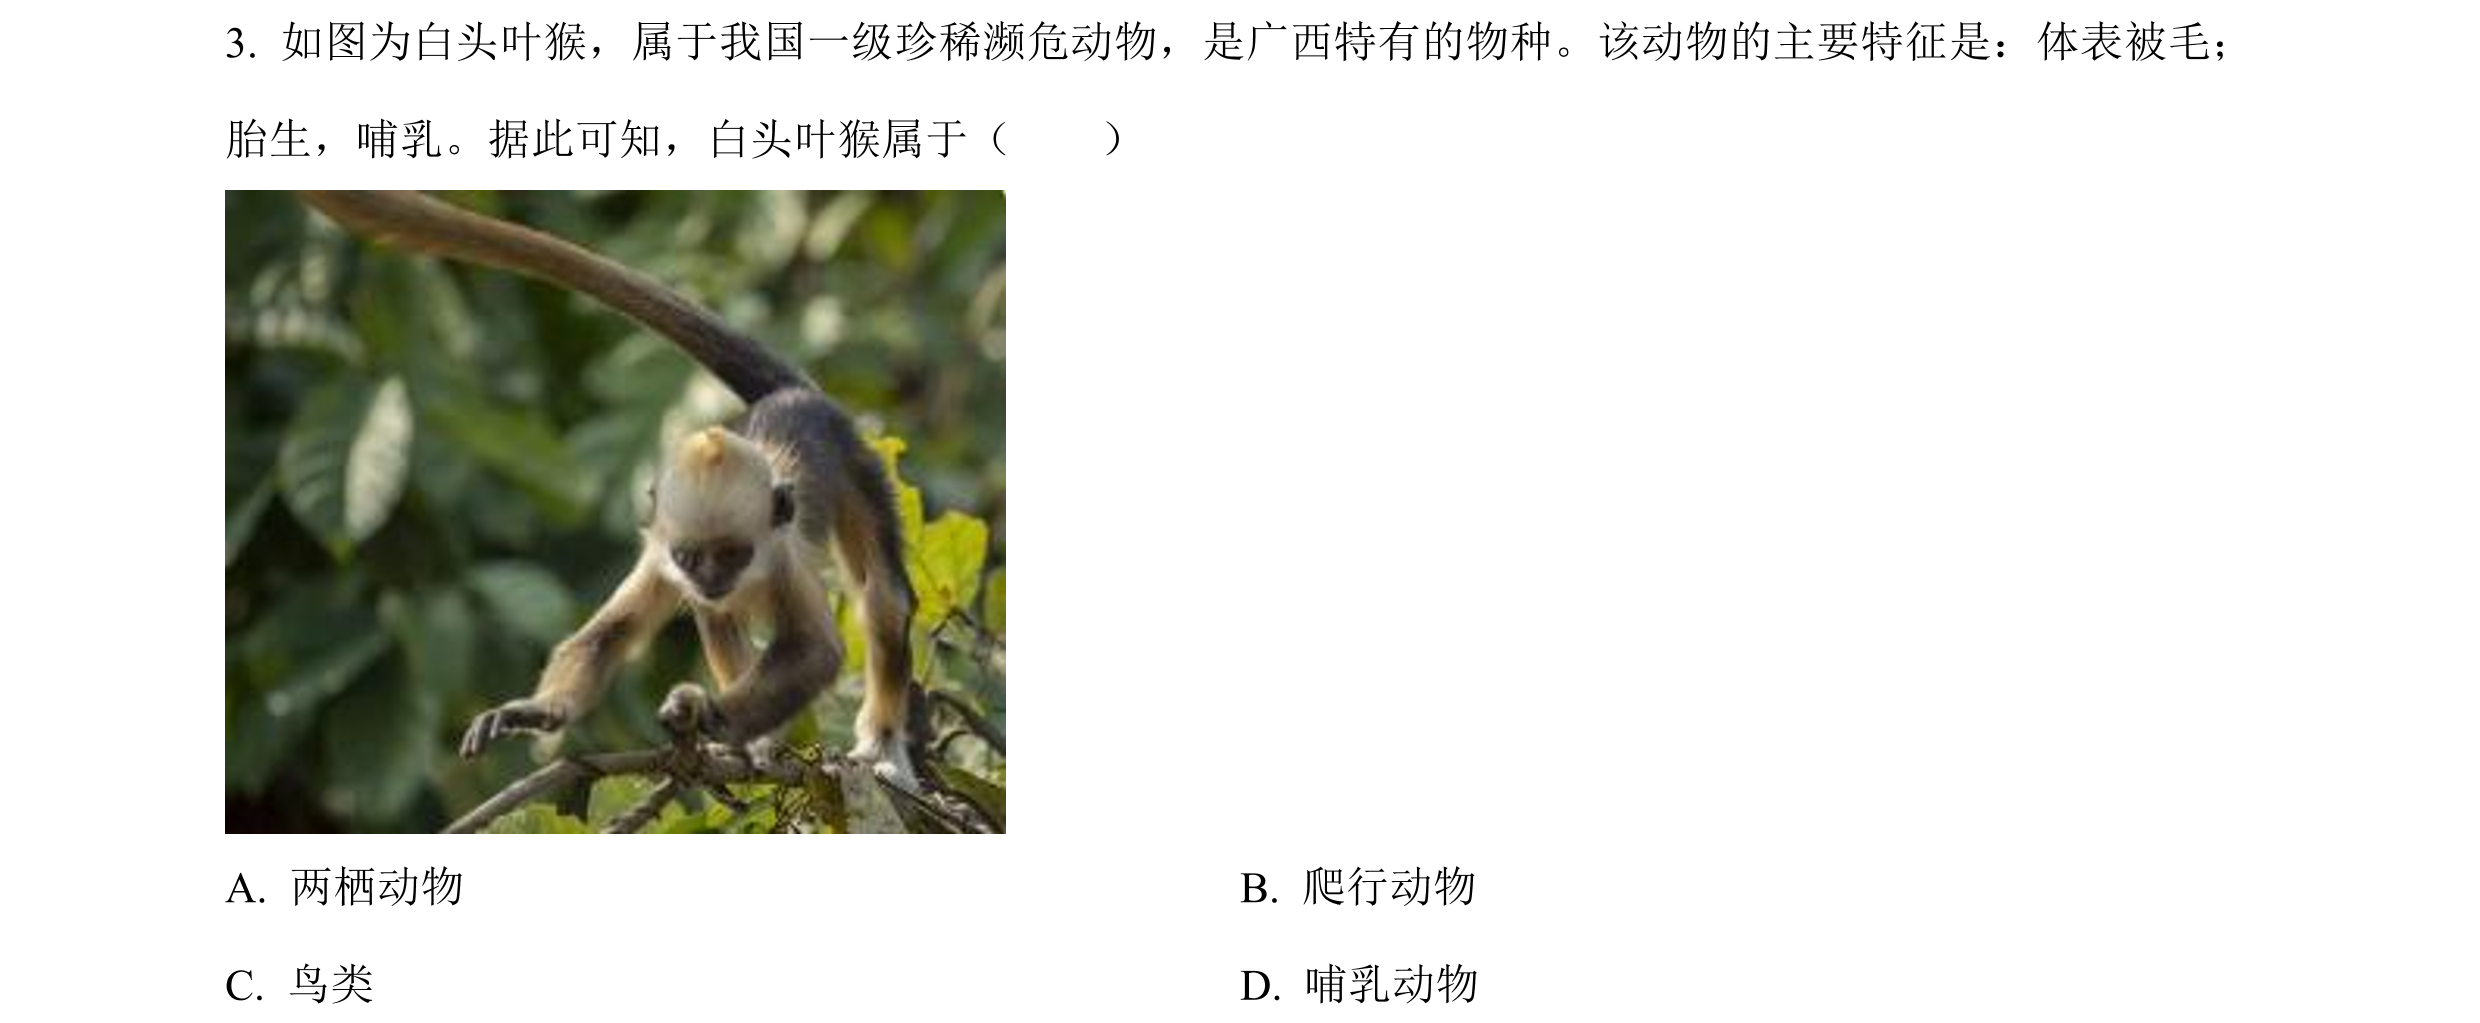 3. 如图为白头叶猴，属于我国一级珍稀濒危动物，是广西特有的物种。该动物的主要特征是：体表被毛；
胎生，哺乳。据此可知，白头叶猴属于（　　）
A. 两栖动物
B. 爬行动物
C. 鸟类
D. 哺乳动物